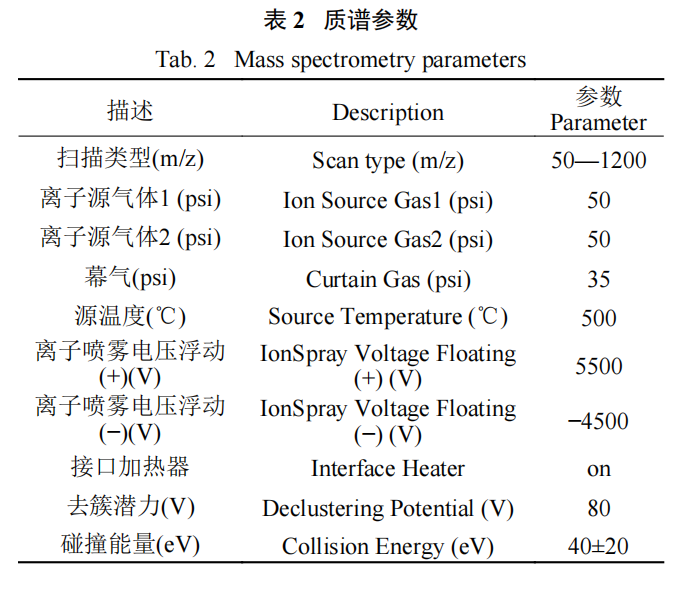 表 2 质谱参数
Tab. 2 Mass spectrometry parameters
描述 Description 参数 Parameter
扫描类型(m/z) Scan type (m/z) 50—1200
离子源气体1 (psi) Ion Source Gas1 (psi) 50
离子源气体2 (psi) Ion Source Gas2 (psi) 50
幕气(psi) Curtain Gas (psi) 35
源温度(℃) Source Temperature (℃) 500
离子喷雾电压浮动 IonSpray Voltage Floating
(+)(V) (+) (V) 5500
离子喷雾电压浮动 IonSpray Voltage Floating
(−)(V) (−) (V) −4500
接口加热器 Interface Heater on
去簇潜力(V) Declustering Potential (V) 80
碰撞能量(eV) Collision Energy (eV) 40±20